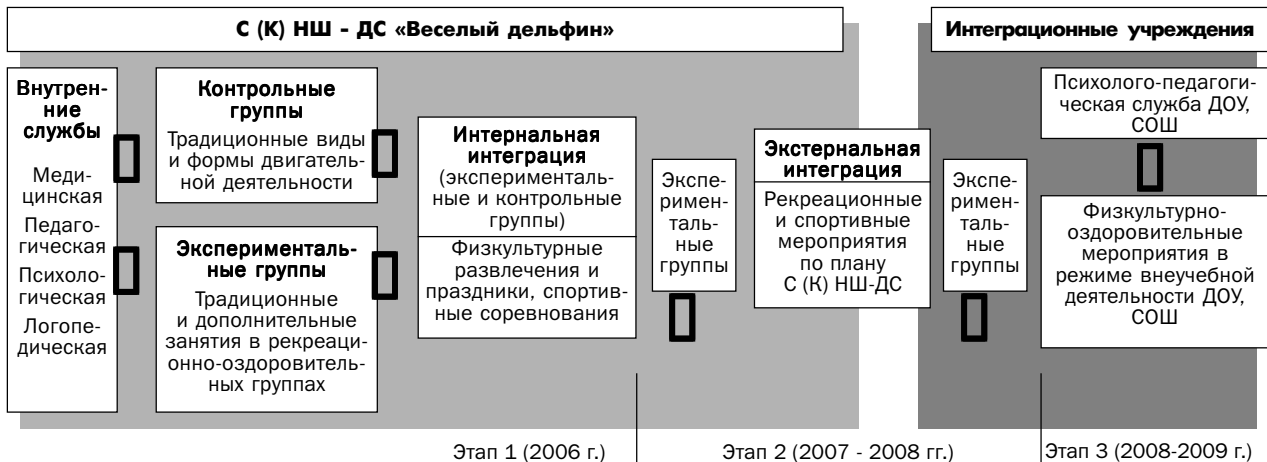 С (К) НШ - ДС «Веселый дельфин»
Интеграционные учреждения
Внутрен-
ние
службы
Меди-
цинская
Педаго-
гическая
Психоло-
гическая
Логопе-
дическая
Контрольные
группы
Традиционные виды
и формы двигатель-
ной деятельности
Эксперименталь-
ные группы
Традиционные
и дополнительные
занятия в рекреаци-
онно-оздоровитель-
ных группах
Интернальная
интеграция
(эксперименталь-
ные и контрольные
группы)
Физкультурные
развлечения и
праздники, спортив-
ные соревнования
Экспе-
римен-
таль-
ные
группы
Экстернальная
интеграция
Рекреационные
и спортивные
мероприятия
по плану
С (К) НШ-ДС
Экспе-
римен-
таль-
ные
группы
Психолого-педагоги-
ческая служба ДОУ,
СОШ
Физкультурно-
оздоровительные
мероприятия в
режиме внеучебной
деятельности ДОУ,
СОШ
Этап 1 (2006 г.)
Этап 2 (2007 - 2008 гг.)
Этап 3 (2008-2009 г.)